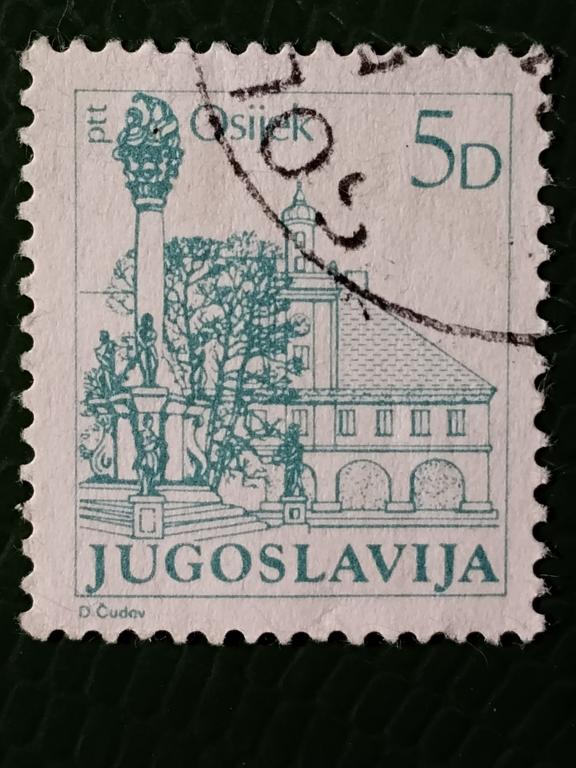 ptt
Osijek
5D
JUGOSLAVIJA
D. Čudov